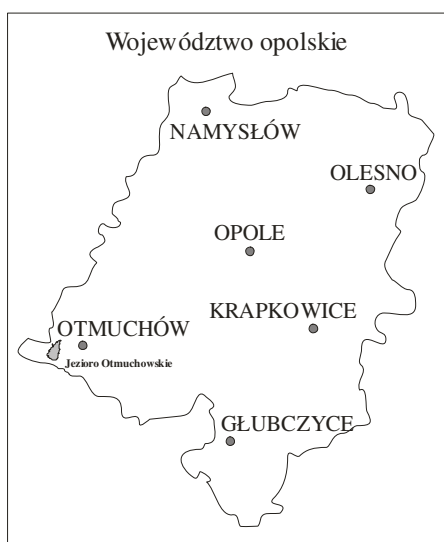 Województwo opolskie
NAMYSŁÓW
OLESNO
OPOLE
KRAPKOWICE
OTMUCHÓW
Jezioro Otmuchowskie
GŁUBCZYCE